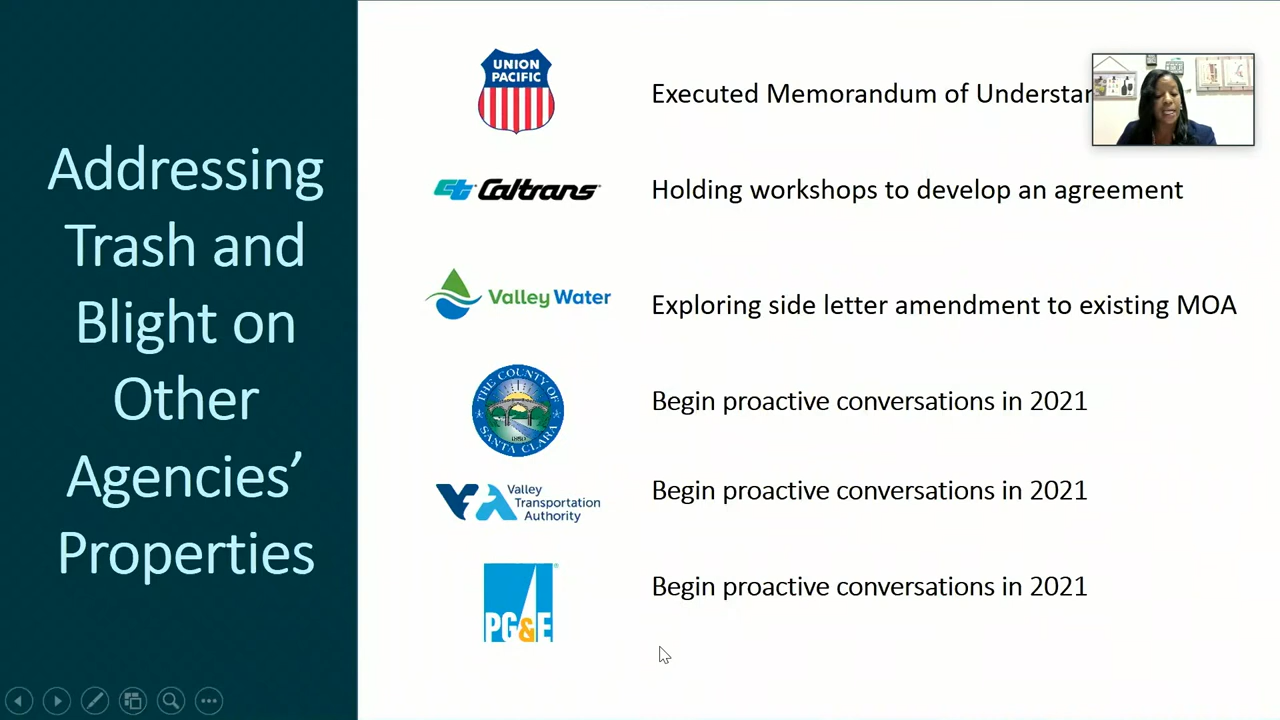 Addressing
Trash and
Blight on
Other
Agencies’
Properties
UNION
PACIFIC
Executed Memorandum of
Caltrans
Holding workshops to develop an agreement
Valley Water
Exploring side letter amendment to existing MOA
THE COUNTY OF
SANTA CLARA
1850
Begin proactive conversations in 2021
VTA
Valley
Transportation
Authority
Begin proactive conversations in 2021
PG&E
Begin proactive conversations in 2021